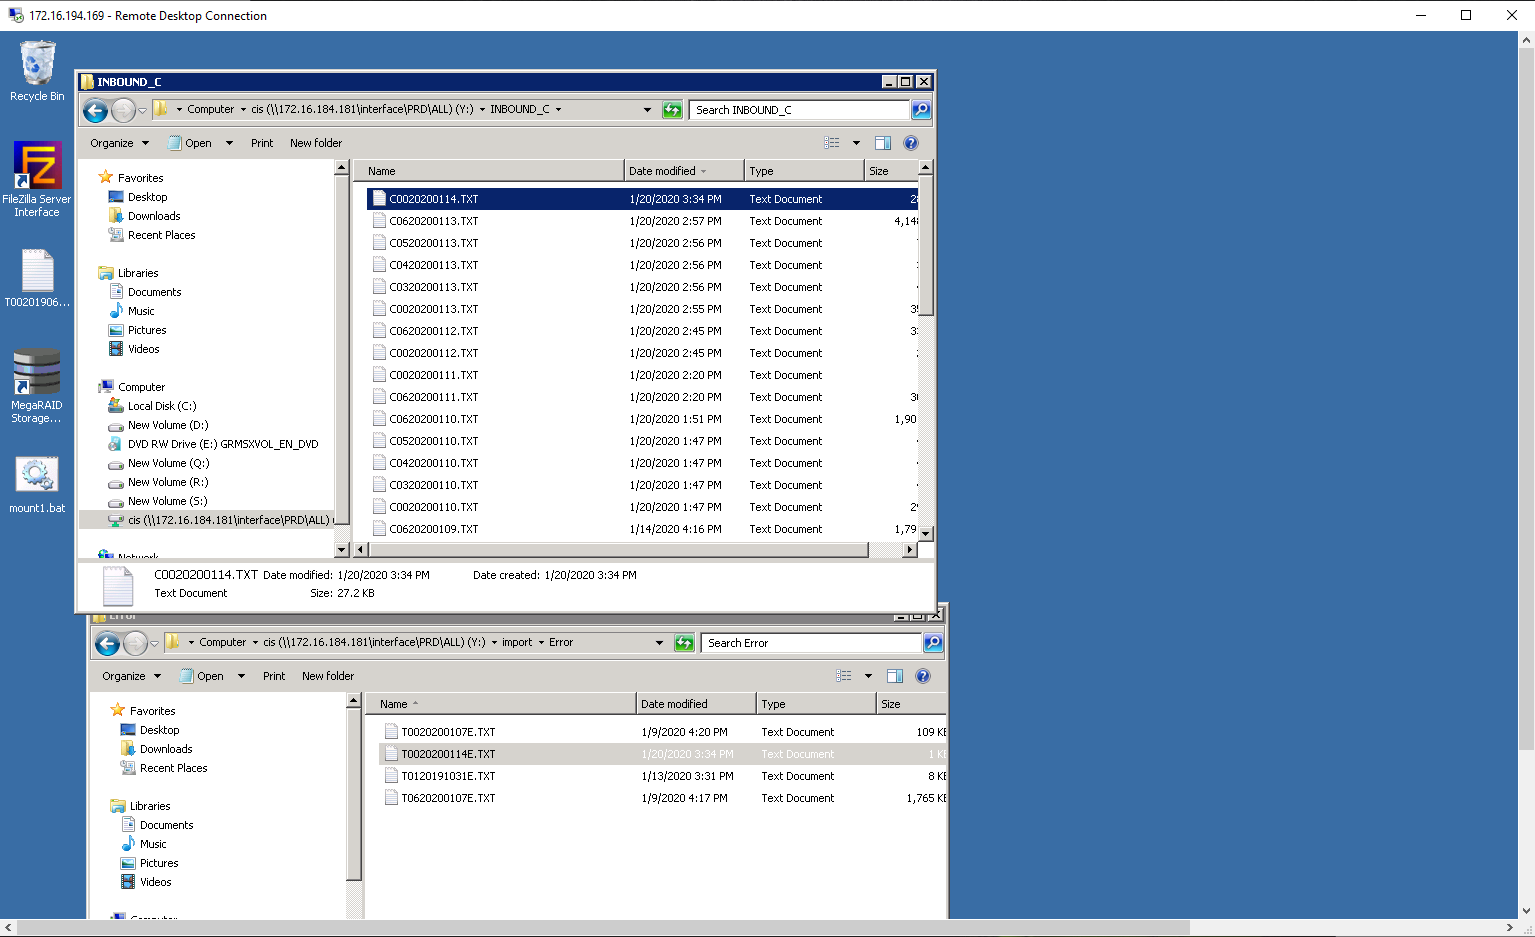 172.16.194.169 - Remote Desktop Connection
Recycle Bin
FileZilla Server
Interface
T00201906...
MegaRAID
Storage...
mount1.bat
INBOUND_C
Computer cis (\\172.16.184.181\interface\PRD\ALL) (Y:) INBOUND_C
Search INBOUND_C
Organize Open Print New folder
Favorites
Desktop
Downloads
Recent Places
Libraries
Documents
Music
Pictures
Videos
Computer
Local Disk (C:)
New Volume (D:)
DVD RW Drive (E:) GRMSXVOL_EN_DVD
New Volume (Q:)
New Volume (R:)
New Volume (S:)
cis (\\172.16.184.181\interface\PRD\ALL)
Network
Name Date modified Type Size
C0020200114.TXT 1/20/2020 3:34 PM Text Document
C0620200113.TXT 1/20/2020 2:57 PM Text Document
C0520200113.TXT 1/20/2020 2:56 PM Text Document
C0420200113.TXT 1/20/2020 2:56 PM Text Document
C0320200113.TXT 1/20/2020 2:56 PM Text Document
C0020200113.TXT 1/20/2020 2:55 PM Text Document
C0620200112.TXT 1/20/2020 2:45 PM Text Document
C0020200112.TXT 1/20/2020 2:45 PM Text Document
C0020200111.TXT 1/20/2020 2:20 PM Text Document
C0620200111.TXT 1/20/2020 2:20 PM Text Document
C0620200110.TXT 1/20/2020 1:51 PM Text Document 1,90
C0520200110.TXT 1/20/2020 1:47 PM Text Document
C0420200110.TXT 1/20/2020 1:47 PM Text Document
C0320200110.TXT 1/20/2020 1:47 PM Text Document
C0020200110.TXT 1/20/2020 1:47 PM Text Document
C0620200109.TXT 1/14/2020 4:16 PM Text Document 1,79
C0020200114.TXT Date modified: 1/20/2020 3:34 PM Date created: 1/20/2020 3:34 PM
Text Document Size: 27.2 KB
Error
Computer cis (\\172.16.184.181\interface\PRD\ALL) (Y:) import Error
Search Error
Organize Open Print New folder
Favorites
Desktop
Downloads
Recent Places
Libraries
Documents
Music
Pictures
Videos
Computer
Name Date modified Type Size
T0020200107E.TXT 1/9/2020 4:20 PM Text Document 109 KB
T0020200114E.TXT 1/20/2020 3:34 PM Text Document 1 KB
T0120191031E.TXT 1/13/2020 3:31 PM Text Document 8 KB
T0620200107E.TXT 1/9/2020 4:17 PM Text Document 1,765 KB